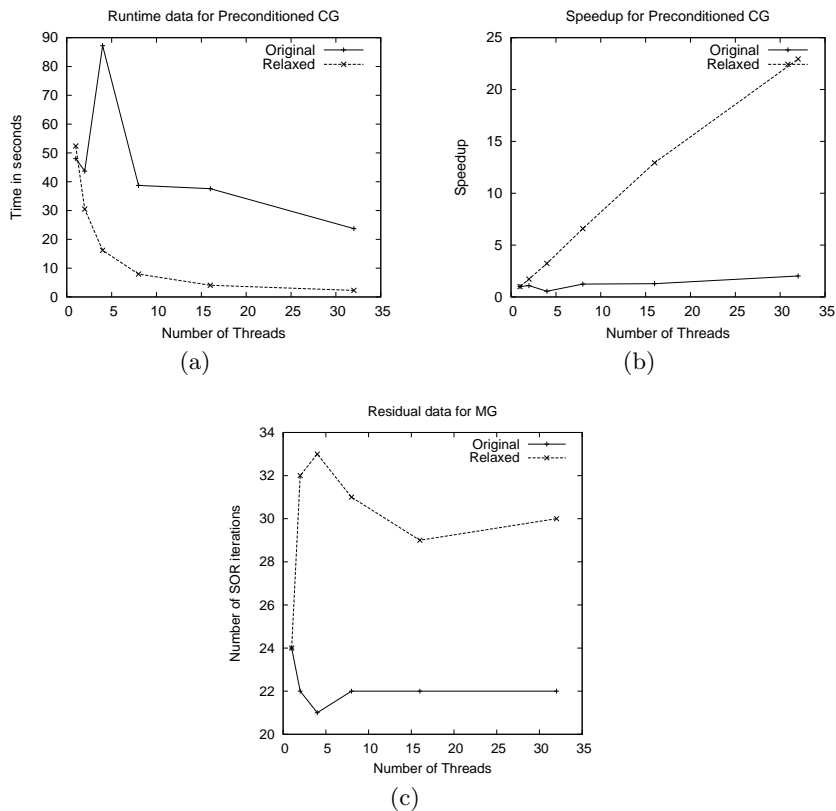 Runtime data for Preconditioned CG
90
80
70
60
50
40
30
20
10
0
0 5 10 15 20 25 30 35
Time in seconds
Number of Threads
Original
Relaxed
(a)
Speedup for Preconditioned CG
25
20
15
10
5
0
0 5 10 15 20 25 30 35
Speedup
Number of Threads
Original
Relaxed
(b)
Residual data for MG
34
32
30
28
26
24
22
20
0 5 10 15 20 25 30 35
Number of SOR iterations
Number of Threads
Original
Relaxed
(c)